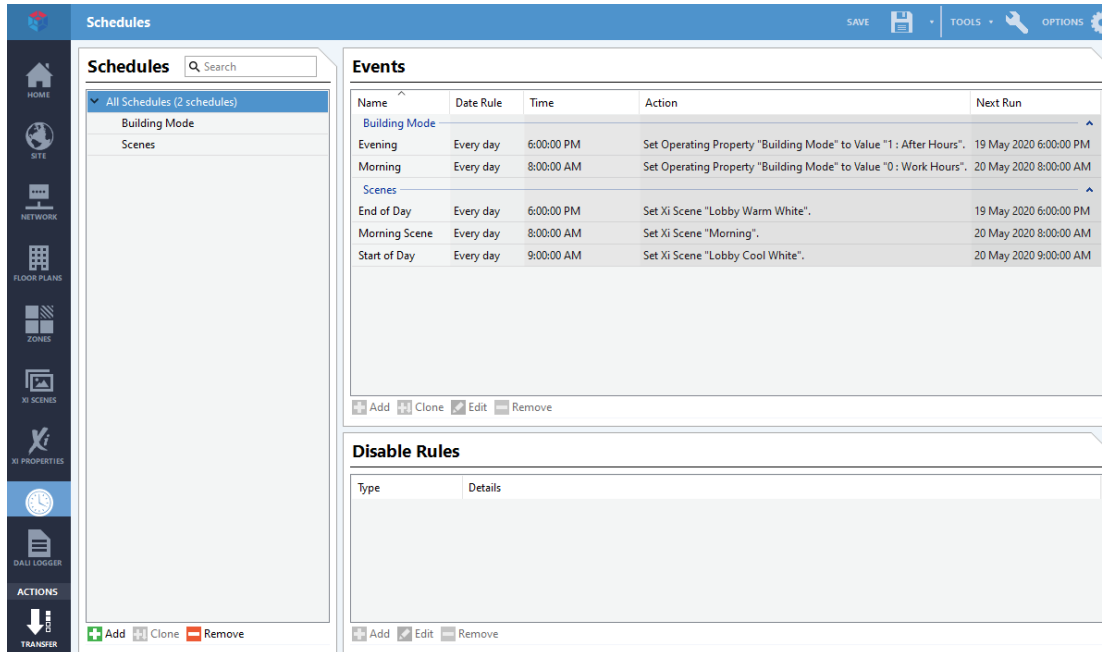 Schedules
SAVE
TOOLS
OPTIONS
HOME
SITE
NETWORK
FLOOR PLANS
ZONES
XI SCENES
Xi
XI PROPERTIES
DALI LOGGER
ACTIONS
TRANSFER
Schedules Search
All Schedules (2 schedules)
Building Mode
Scenes
Add Clone Remove
Events
Name Date Rule Time Action Next Run
Building Mode
Evening Every day 6:00:00 PM Set Operating Property "Building Mode" to Value "1 : After Hours". 19 May 2020 6:00:00 PM
Morning Every day 8:00:00 AM Set Operating Property "Building Mode" to Value "0 : Work Hours". 20 May 2020 8:00:00 AM
Scenes
End of Day Every day 6:00:00 PM Set Xi Scene "Lobby Warm White". 19 May 2020 6:00:00 PM
Morning Scene Every day 8:00:00 AM Set Xi Scene "Morning". 20 May 2020 8:00:00 AM
Start of Day Every day 9:00:00 AM Set Xi Scene "Lobby Cool White". 20 May 2020 9:00:00 AM
Add Clone Edit Remove
Disable Rules
Type Details
Add Edit Remove